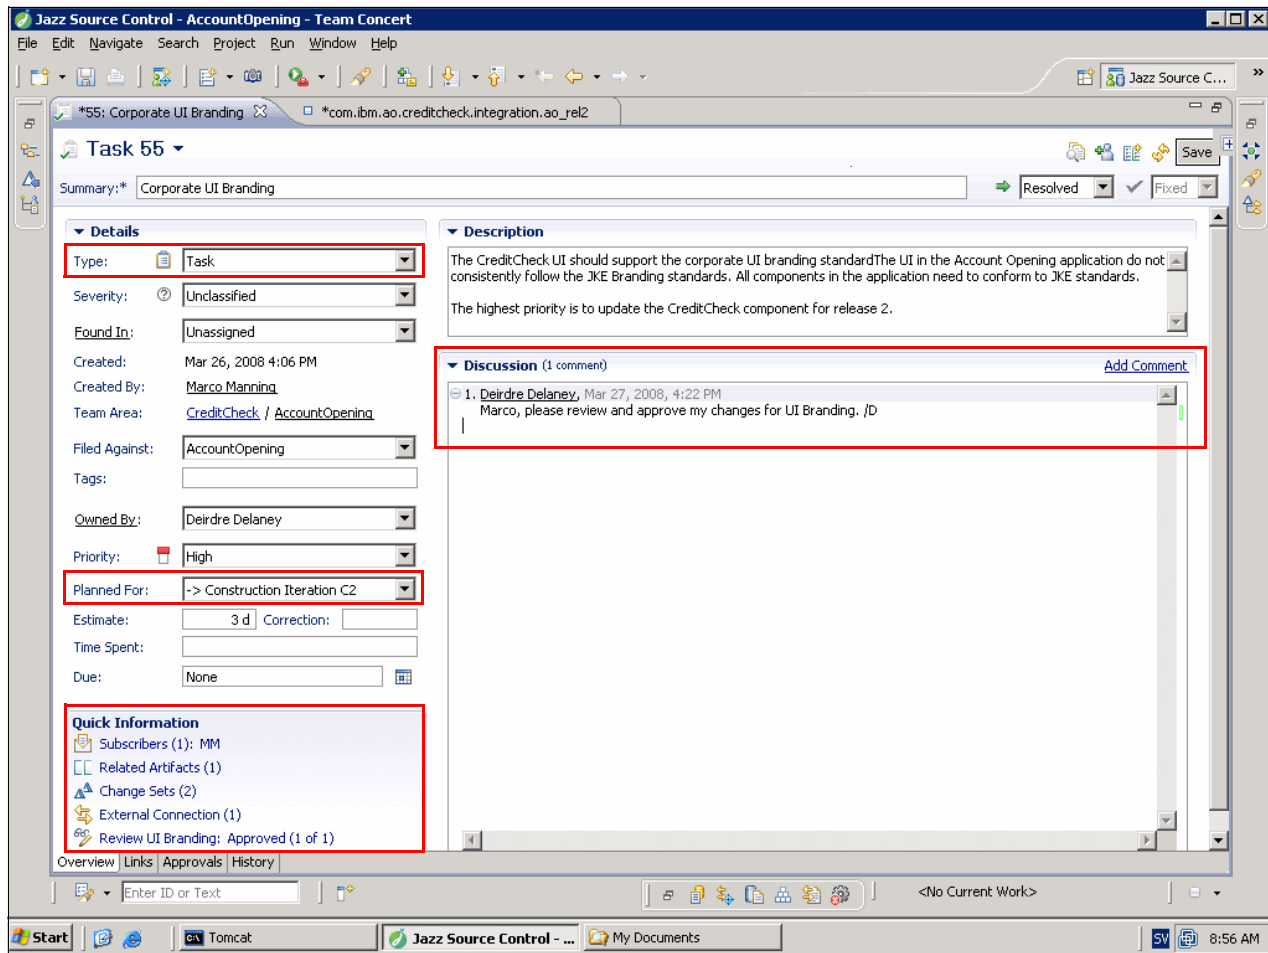 Jazz Source Control - AccountOpening - Team Concert
File Edit Navigate Search Project Run Window Help
Jazz Source C... »
*55: Corporate UI Branding *com.ibm.ao.creditcheck.integration.ao_rel2
Task 55
Save
Summary:* Corporate UI Branding Resolved Fixed
Details
Type: Task
Severity: Unclassified
Found In: Unassigned
Created: Mar 26, 2008 4:06 PM
Created By: Marco Manning
Team Area: CreditCheck / AccountOpening
Filed Against: AccountOpening
Tags:
Owned By: Deirdre Delaney
Priority: High
Planned For: -> Construction Iteration C2
Estimate: 3 d Correction:
Time Spent:
Due: None
Quick Information
Subscribers (1): MM
Related Artifacts (1)
Change Sets (2)
External Connection (1)
Review UI Branding: Approved (1 of 1)
Description
The CreditCheck UI should support the corporate UI branding standardThe UI in the Account Opening application do not
consistently follow the JKE Branding standards. All components in the application need to conform to JKE standards.
The highest priority is to update the CreditCheck component for release 2.
Discussion (1 comment) Add Comment
1. Deirdre Delaney, Mar 27, 2008, 4:22 PM
Marco, please review and approve my changes for UI Branding. /D
Overview Links Approvals History
Enter ID or Text <No Current Work>
Start Tomcat Jazz Source Control - ... My Documents SV 8:56 AM